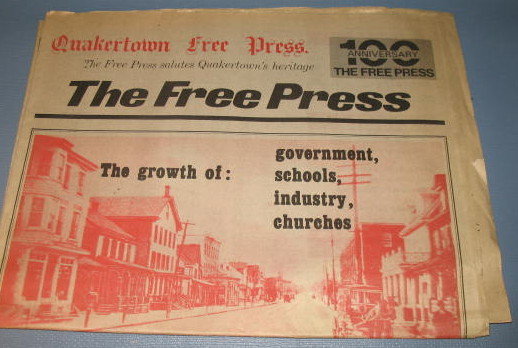 Quakertown Free Press.
The Free Press salutes Quakertown's heritage
100
ANNIVERSARY
THE FREE PRESS
The Free Press
The growth of:
government,
schools,
industry,
churches